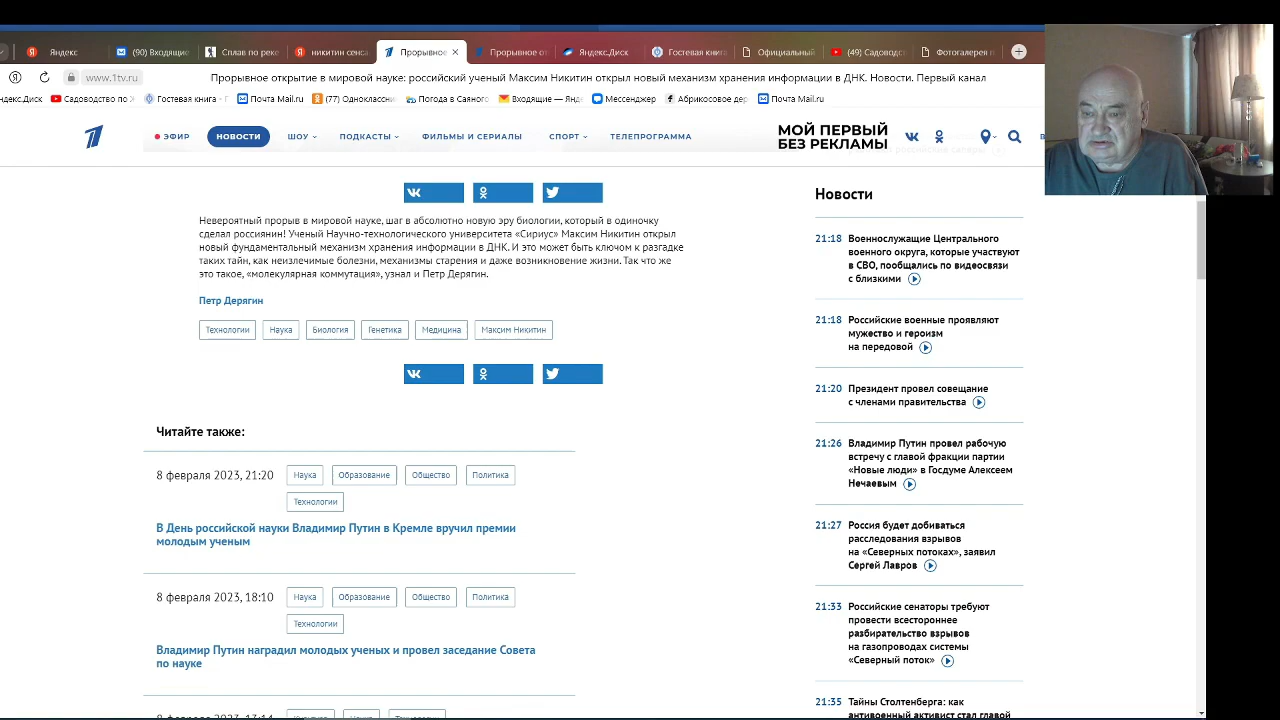 Яндекс
(90) Входящие
Сплав по реке
никитин сенса
Прорывное
Прорывное от
Яндекс.Диск
Гостевая книга
Официальный
(49) Садоводс
Фотогалерея
www.1tv.ru
Прорывное открытие в мировой науке: российский ученый Максим Никитин открыл новый механизм хранения информации в ДНК. Новости. Первый канал
ндекс.Диск
Садоводство по
Гостевая книга - Г
Почта Mail.ru
(77) Одноклассни
Погода в Саяного
Входящие — Янде
Мессенджер
Абрикосовое дер
Почта Mail.ru
ЭФИР
НОВОСТИ
ШОУ
ПОДКАСТЫ
ФИЛЬМЫ И СЕРИАЛЫ
СПОРТ
ТЕЛЕПРОГРАММА
МОЙ ПЕРВЫЙ
БЕЗ РЕКЛАМЫ
Невероятный прорыв в мировой науке, шаг в абсолютно новую эру биологии, который в одиночку
сделал россиянин! Ученый Научно-технологического университета «Сириус» Максим Никитин открыл
новый фундаментальный механизм хранения информации в ДНК. И это может быть ключом к разгадке
таких тайн, как неизлечимые болезни, механизмы старения и даже возникновение жизни. Так что же
это такое, «молекулярная коммутация», узнал и Петр Дерягин.
Петр Дерягин
Технологии
Наука
Биология
Генетика
Медицина
Максим Никитин
Читайте также:
8 февраля 2023, 21:20
Наука
Образование
Общество
Политика
Технологии
В День российской науки Владимир Путин в Кремле вручил премии
молодым ученым
8 февраля 2023, 18:10
Наука
Образование
Общество
Политика
Технологии
Владимир Путин наградил молодых ученых и провел заседание Совета
по науке
Новости
21:18 Военнослужащие Центрального
военного округа, которые участвуют
в СВО, пообщались по видеосвязи
с близкими
21:18 Российские военные проявляют
мужество и героизм
на передовой
21:20 Президент провел совещание
с членами правительства
21:26 Владимир Путин провел рабочую
встречу с главой фракции партии
«Новые люди» в Госдуме Алексеем
Нечаевым
21:27 Россия будет добиваться
расследования взрывов
на «Северных потоках», заявил
Сергей Лавров
21:33 Российские сенаторы требуют
провести всестороннее
разбирательство взрывов
на газопроводах системы
«Северный поток»
21:35 Тайны Столтенберга: как
антивоенный активист стал главой